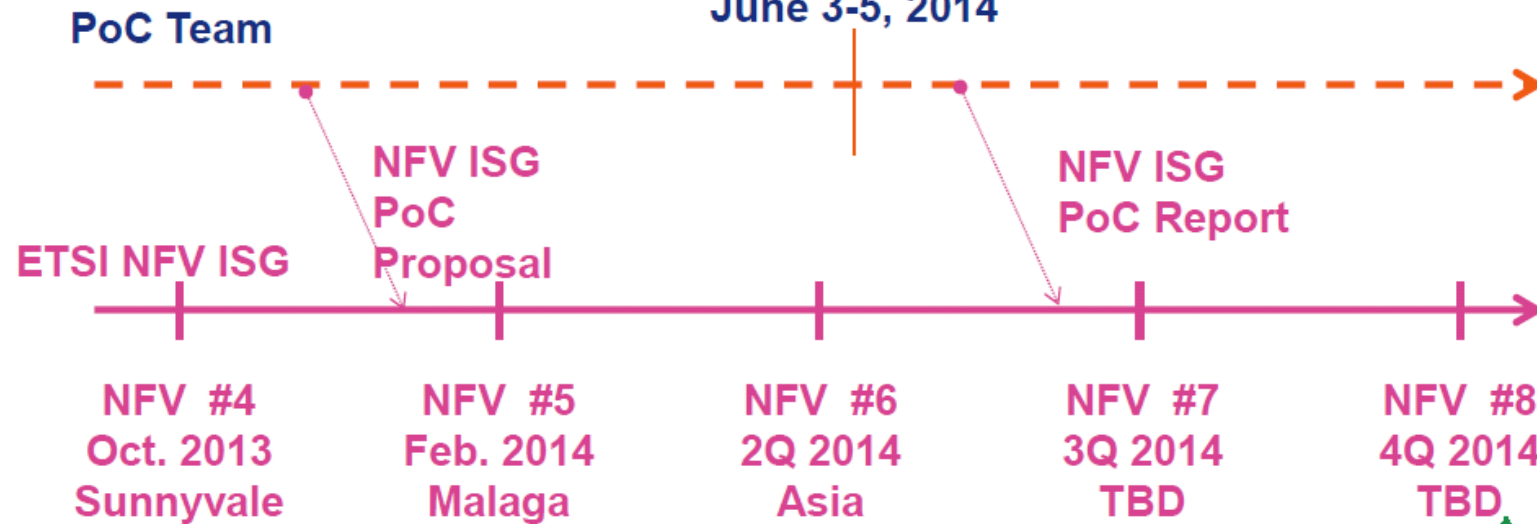 June 3-5, 2014
PoC Team
NFV ISG
PoC
Proposal
NFV ISG
PoC Report
ETSI NFV ISG
NFV #4
Oct. 2013
Sunnyvale
NFV #5
Feb. 2014
Malaga
NFV #6
2Q 2014
Asia
NFV #7
3Q 2014
TBD
NFV #8
4Q 2014
TBD